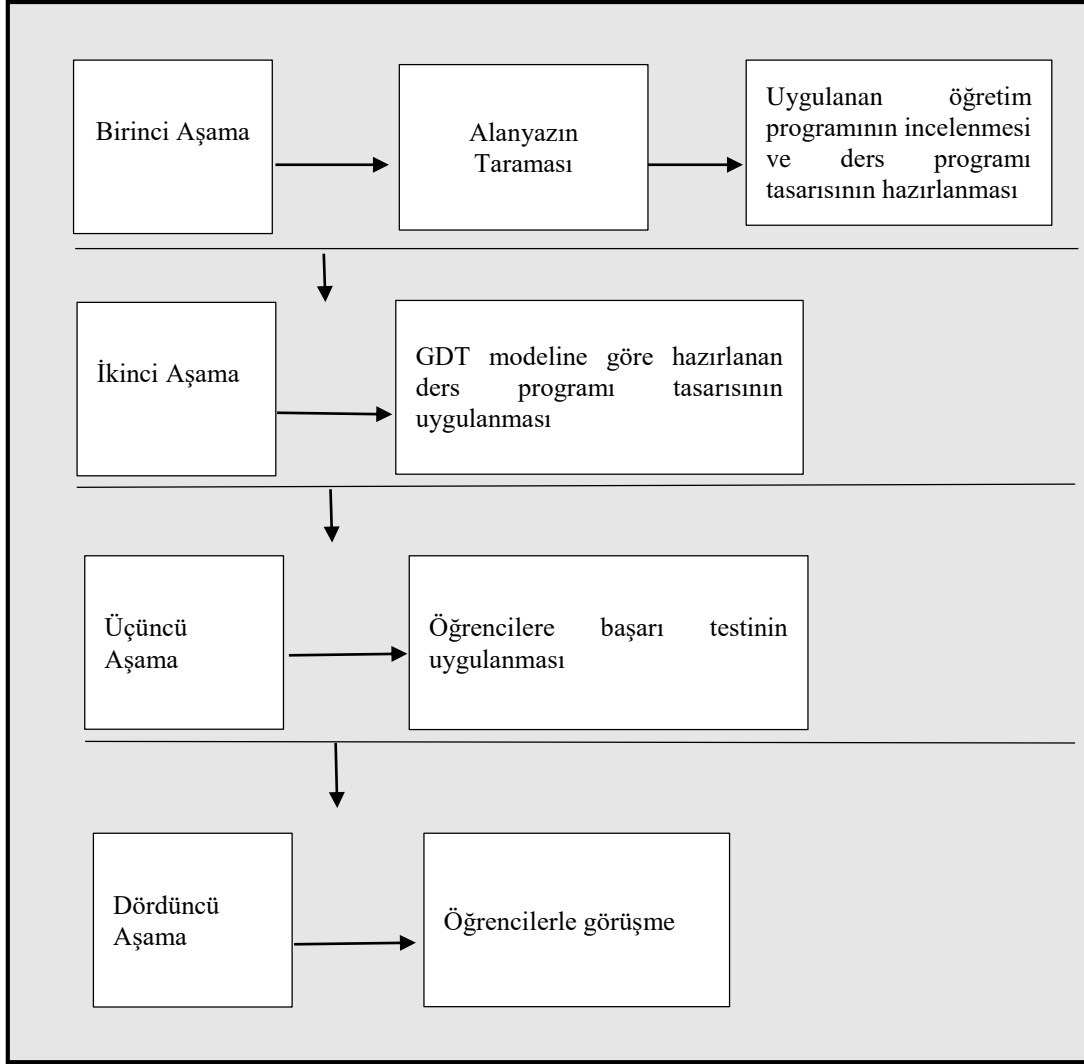 Birinci Aşama
Alanyazın
Taraması
Uygulanan öğretim
programının incelenmesi
ve ders programı
tasarısının hazırlanması
İkinci Aşama
GDT modeline göre hazırlanan
ders programı tasarısının
uygulanması
Üçüncü
Aşama
Öğrencilere başarı testinin
uygulanması
Dördüncü
Aşama
Öğrencilerle görüşme